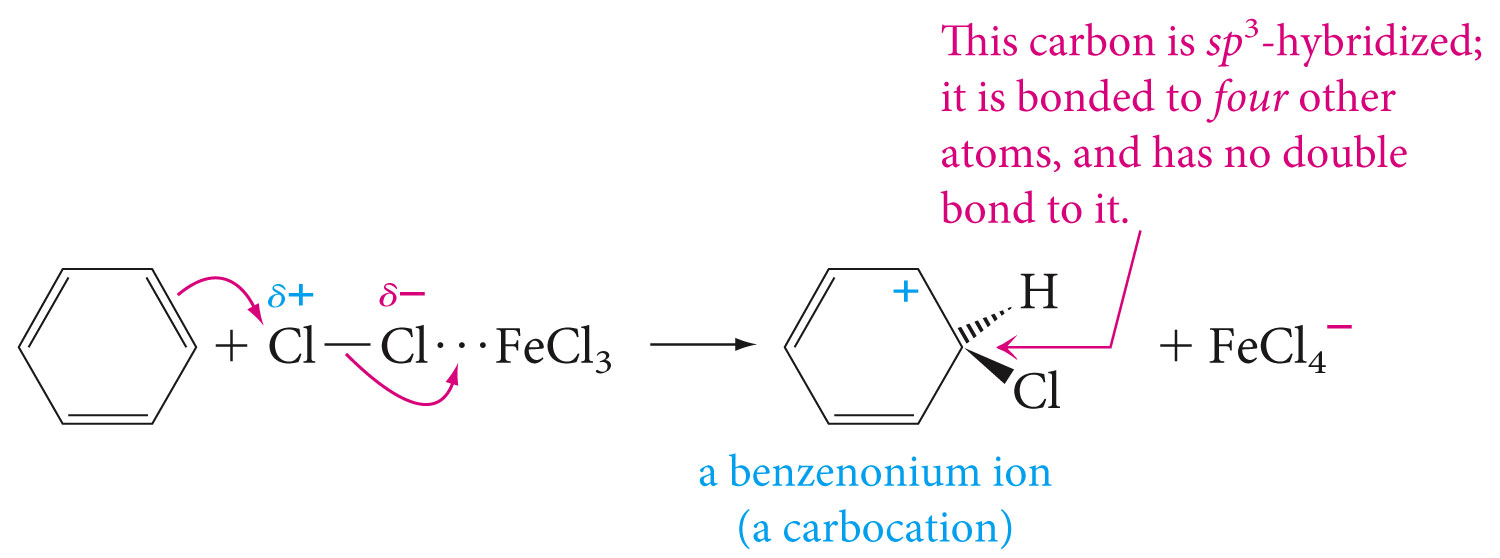 This carbon is sp³-hybridized;
it is bonded to four other
atoms, and has no double
bond to it.
+ δ+ Cl — δ− Cl···FeCl₃ ⟶ + H Cl + FeCl₄⁻
a benzenonium ion
(a carbocation)